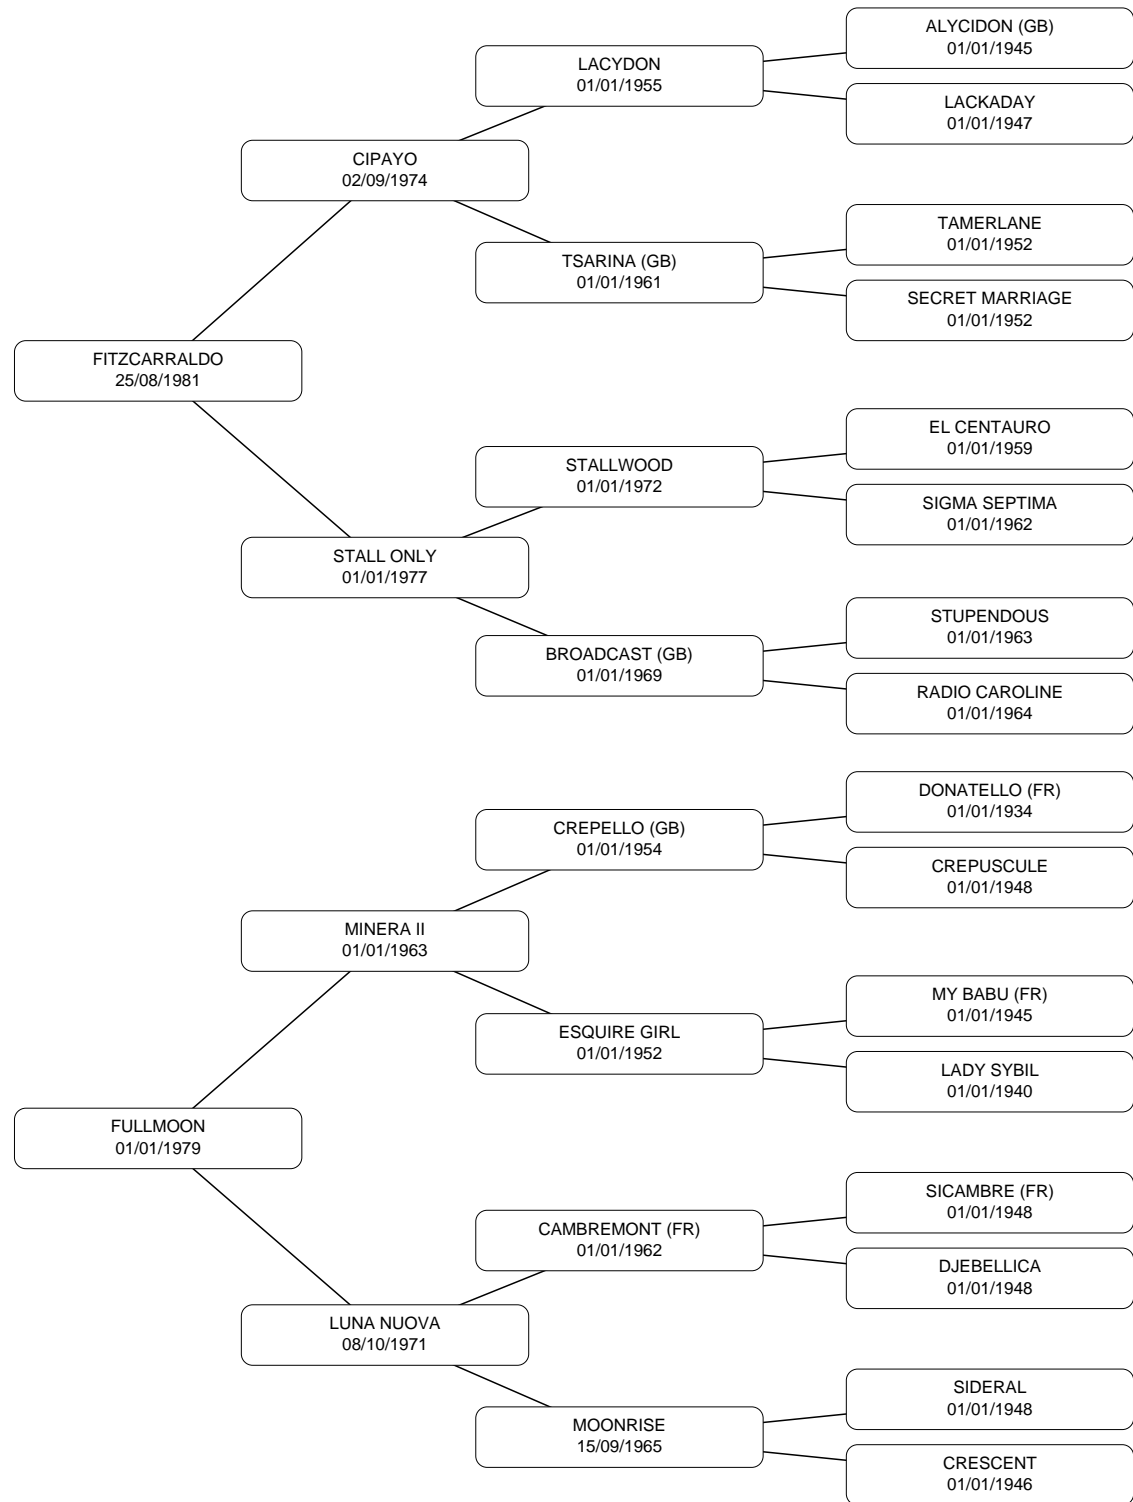 ALYCIDON (GB)
01/01/1945
LACYDON
01/01/1955
LACKADAY
01/01/1947
CIPAYO
02/09/1974
TAMERLANE
01/01/1952
TSARINA (GB)
01/01/1961
SECRET MARRIAGE
01/01/1952
FITZCARRALDO
25/08/1981
EL CENTAURO
01/01/1959
STALLWOOD
01/01/1972
SIGMA SEPTIMA
01/01/1962
STALL ONLY
01/01/1977
STUPENDOUS
01/01/1963
BROADCAST (GB)
01/01/1969
RADIO CAROLINE
01/01/1964
DONATELLO (FR)
01/01/1934
CREPELLO (GB)
01/01/1954
CREPUSCULE
01/01/1948
MINERA II
01/01/1963
MY BABU (FR)
01/01/1945
ESQUIRE GIRL
01/01/1952
LADY SYBIL
01/01/1940
FULLMOON
01/01/1979
SICAMBRE (FR)
01/01/1948
CAMBREMONT (FR)
01/01/1962
DJEBELLICA
01/01/1948
LUNA NUOVA
08/10/1971
SIDERAL
01/01/1948
MOONRISE
15/09/1965
CRESCENT
01/01/1946